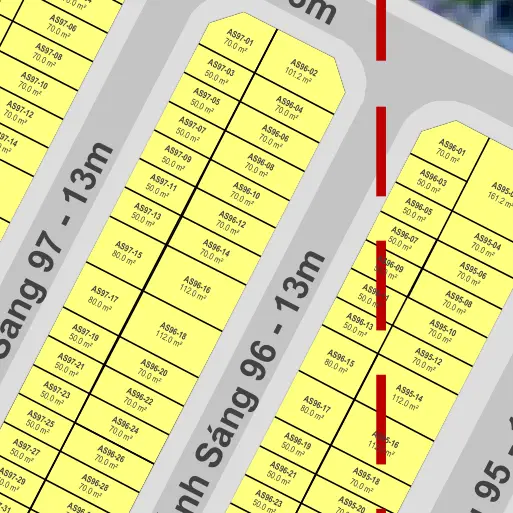 AS97-06
70.0 m²
AS97-08
70.0 m²
AS97-10
70.0 m²
AS97-12
70.0 m²
Sáng 97 - 13m
AS97-01
70.0 m²
AS97-03
50.0 m²
AS97-05
50.0 m²
AS97-07
50.0 m²
AS97-09
50.0 m²
AS97-11
50.0 m²
AS97-13
50.0 m²
AS97-15
80.0 m²
AS97-17
80.0 m²
AS97-19
50.0 m²
AS97-21
50.0 m²
AS97-23
50.0 m²
AS97-25
50.0 m²
AS97-27
50.0 m²
AS96-02
101.2 m²
AS96-04
70.0 m²
AS96-06
70.0 m²
AS96-08
70.0 m²
AS96-10
70.0 m²
AS96-12
70.0 m²
AS96-14
70.0 m²
AS96-16
112.0 m²
AS96-18
112.0 m²
AS96-20
70.0 m²
AS96-22
70.0 m²
AS96-24
70.0 m²
AS96-26
70.0 m²
AS96-28
70.0 m²
nh Sáng 96 - 13m
AS96-01
70.0 m²
AS96-03
50.0 m²
AS96-05
50.0 m²
AS96-07
50.0 m²
AS96-09
AS96-13
50.0 m²
AS96-15
80.0 m²
AS96-17
80.0 m²
AS96-19
50.0 m²
AS96-21
50.0 m²
AS96-23
50.0 m²
161.2 m²
AS95-04
70.0 m²
AS95-06
70.0 m²
AS95-08
70.0 m²
AS95-10
70.0 m²
AS95-12
70.0 m²
AS95-14
112.0 m²
AS95-18
70.0 m²
AS95-20
95